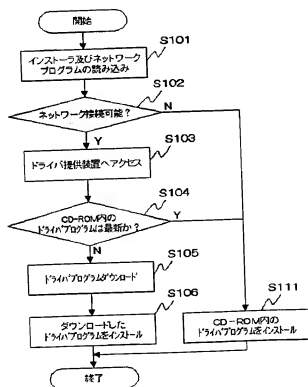 開始
S101
インストーラ及びネットワーク
プログラムの読み込み
S102
ネットワーク接続可能?
N
Y
S103
ドライバ提供装置へアクセス
S104
CD-ROM内の
ドライバプログラムは最新か?
Y
N
S105
ドライバプログラムダウンロード
S106
ダウンロードした
ドライバプログラムをインストール
S111
CD-ROM内の
ドライバプログラムをインストール
終了